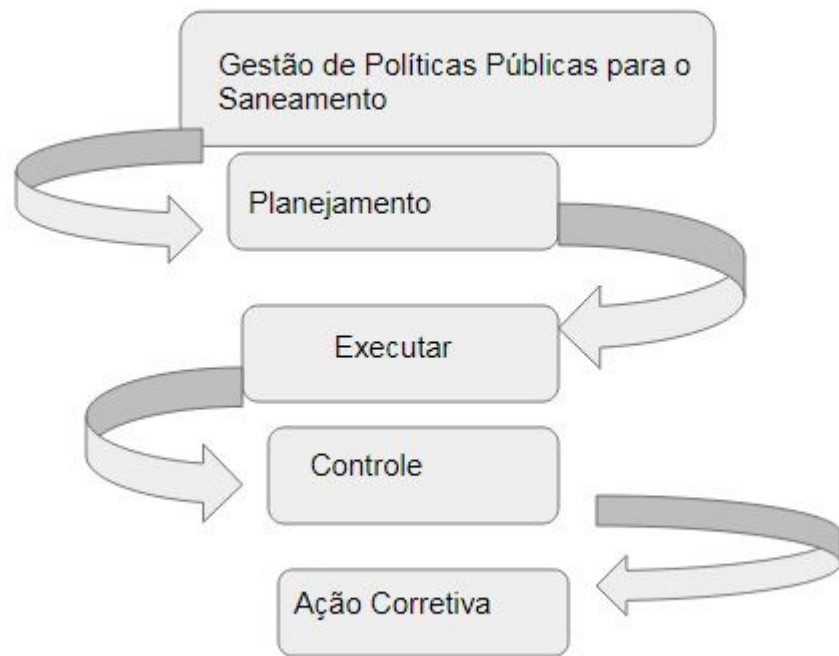 Gestão de Políticas Públicas para o
Saneamento
Planejamento
Executar
Controle
Ação Corretiva